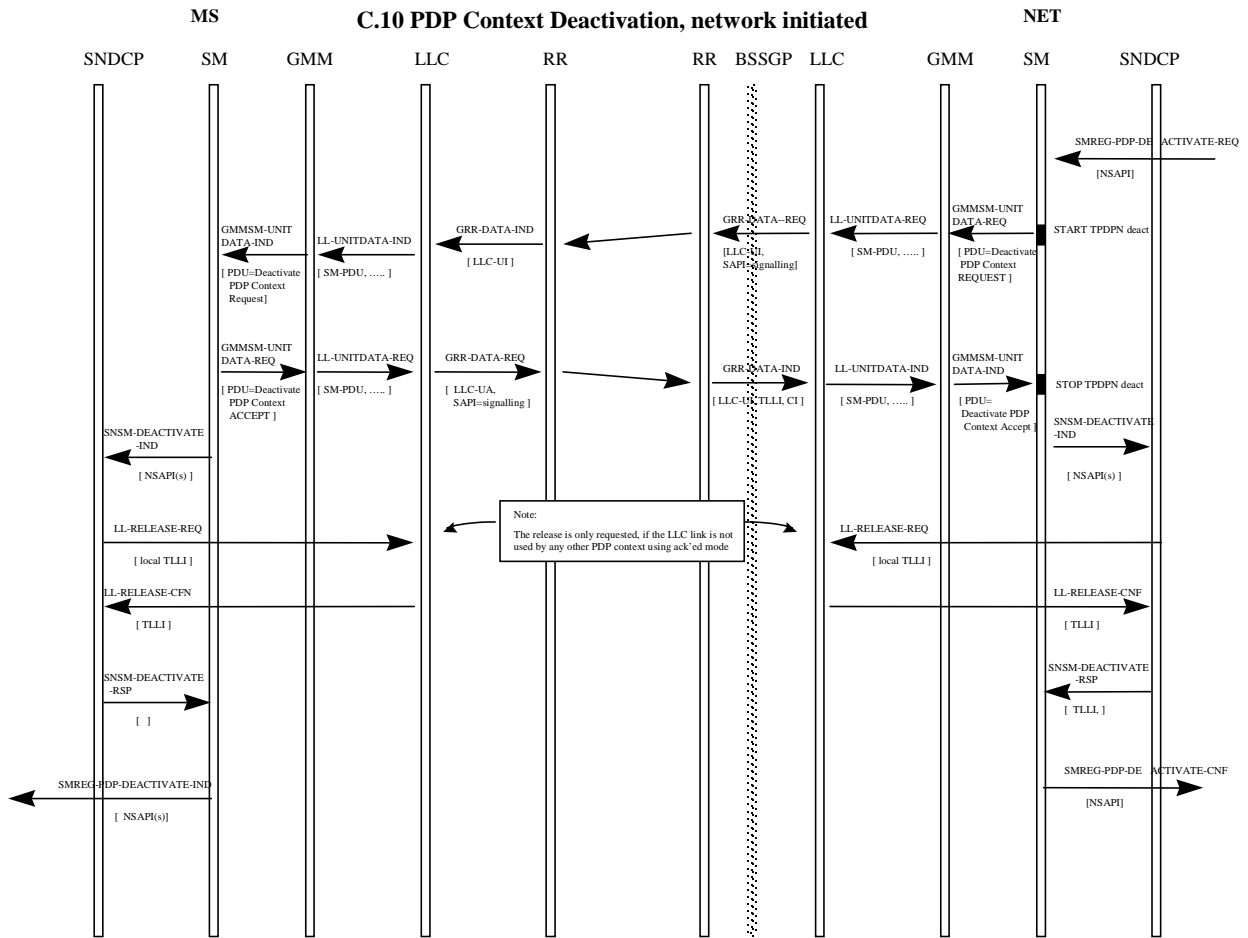 MS C.10 PDP Context Deactivation, network initiated NET
SNDCP SM GMM LLC RR RR BSSGP LLC GMM SM SNDCP
SMREG-PDP-DE ACTIVATE-REQ
[NSAPI]
GMMSM-UNIT
DATA-IND
[ PDU=Deactivate
PDP Context
Request]
LL-UNITDATA-IND
[ SM-PDU, ….. ]
GRR-DATA-IND
[ LLC-UI ]
GRR-DATA--REQ
[LLC-UI,
SAPI=signalling]
LL-UNITDATA-REQ
[ SM-PDU, ….. ]
GMMSM-UNIT
DATA-REQ
[ PDU=Deactivate
PDP Context
REQUEST ]
START TPDPN deact
GMMSM-UNIT
DATA-REQ
[ PDU=Deactivate
PDP Context
ACCEPT ]
LL-UNITDATA-REQ
[ SM-PDU, ….. ]
GRR-DATA-REQ
[ LLC-UA,
SAPI=signalling ]
GRR-DATA-IND
[ LLC-UI, TLLI, CI ]
LL-UNITDATA-IND
[ SM-PDU, ….. ]
GMMSM-UNIT
DATA-IND
[ PDU=
Deactivate PDP
Context Accept ]
STOP TPDPN deact
SNSM-DEACTIVATE
-IND
[ NSAPI(s) ]
SNSM-DEACTIVATE
-IND
[ NSAPI(s) ]
LL-RELEASE-REQ
[ local TLLI ]
Note:
The release is only requested, if the LLC link is not
used by any other PDP context using ack'ed mode
LL-RELEASE-REQ
[ local TLLI ]
LL-RELEASE-CFN
[ TLLI ]
LL-RELEASE-CNF
[ TLLI ]
SNSM-DEACTIVATE
-RSP
[ ]
SNSM-DEACTIVATE
-RSP
[ TLLI, ]
SMREG-PDP-DEACTIVATE-IND
[ NSAPI(s)]
SMREG-PDP-DE ACTIVATE-CNF
[NSAPI]